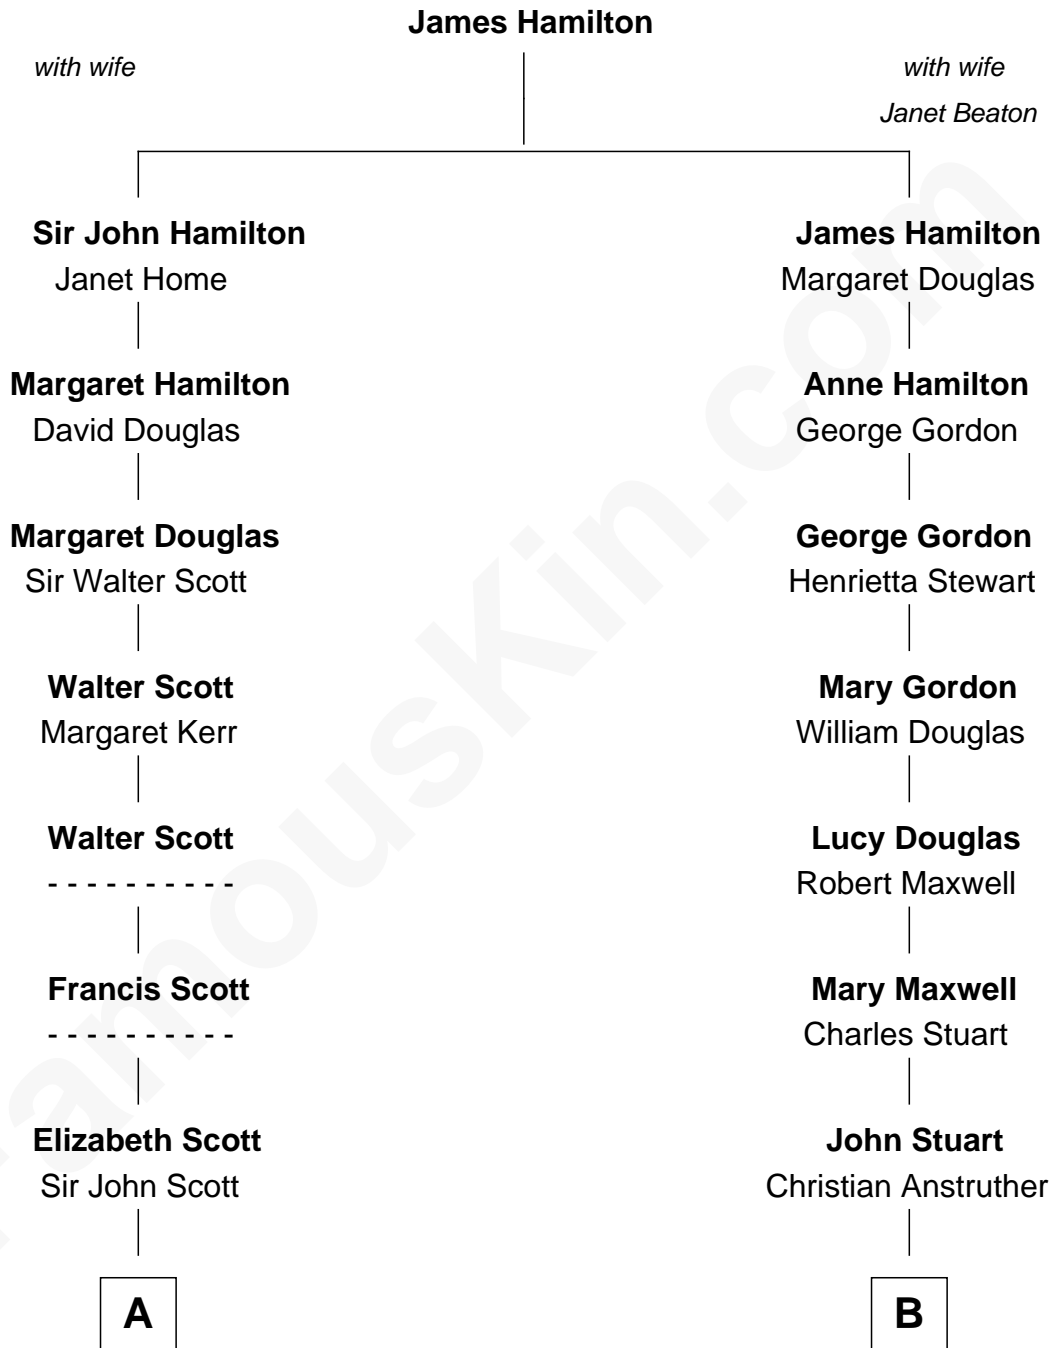 James Hamilton
with wife
with wife
Janet Beaton
Sir John Hamilton
Janet Home
James Hamilton
Margaret Douglas
Margaret Hamilton
David Douglas
Anne Hamilton
George Gordon
Margaret Douglas
Sir Walter Scott
George Gordon
Henrietta Stewart
Walter Scott
Margaret Kerr
Mary Gordon
William Douglas
Walter Scott
- - - - - - - - - -
Lucy Douglas
Robert Maxwell
Francis Scott
- - - - - - - - - -
Mary Maxwell
Charles Stuart
Elizabeth Scott
Sir John Scott
John Stuart
Christian Anstruther
A
B
FamousKin.com